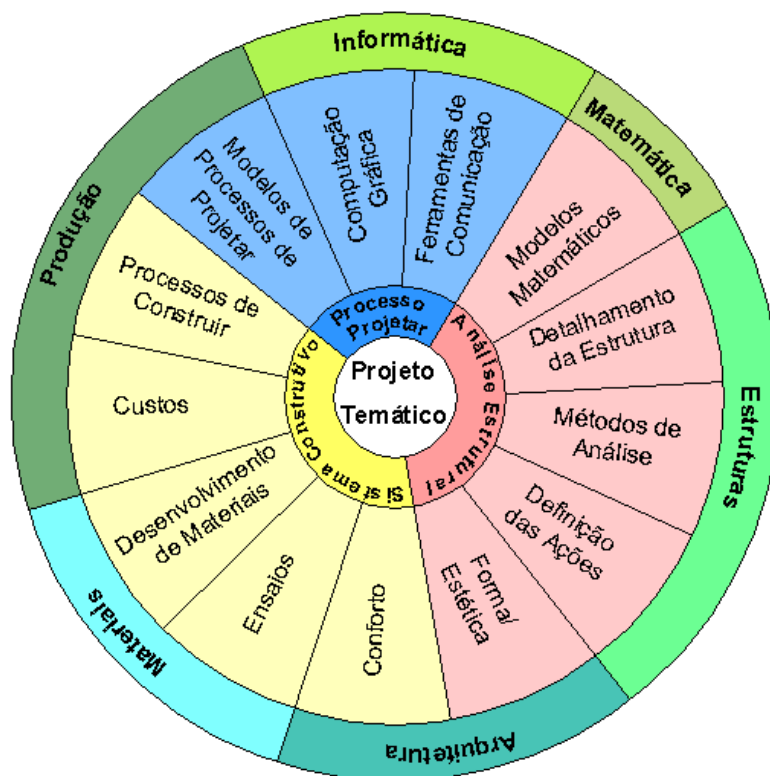 Informática
Matemática
Estruturas
Arquitetura
Materiais
Produção
Modelos de
Processos de
Projetar
Computação
Gráfica
Ferramentas de
Comunicação
Modelos
Matemáticos
Detalhamento
da Estrutura
Métodos de
Análise
Definição
das Ações
Forma/
Estética
Conforto
Ensaios
Desenvolvimento
de Materiais
Custos
Processos de
Construir
Processo
Projetar
Análise Estrutural
Sistema Construtivo
Projeto
Temático